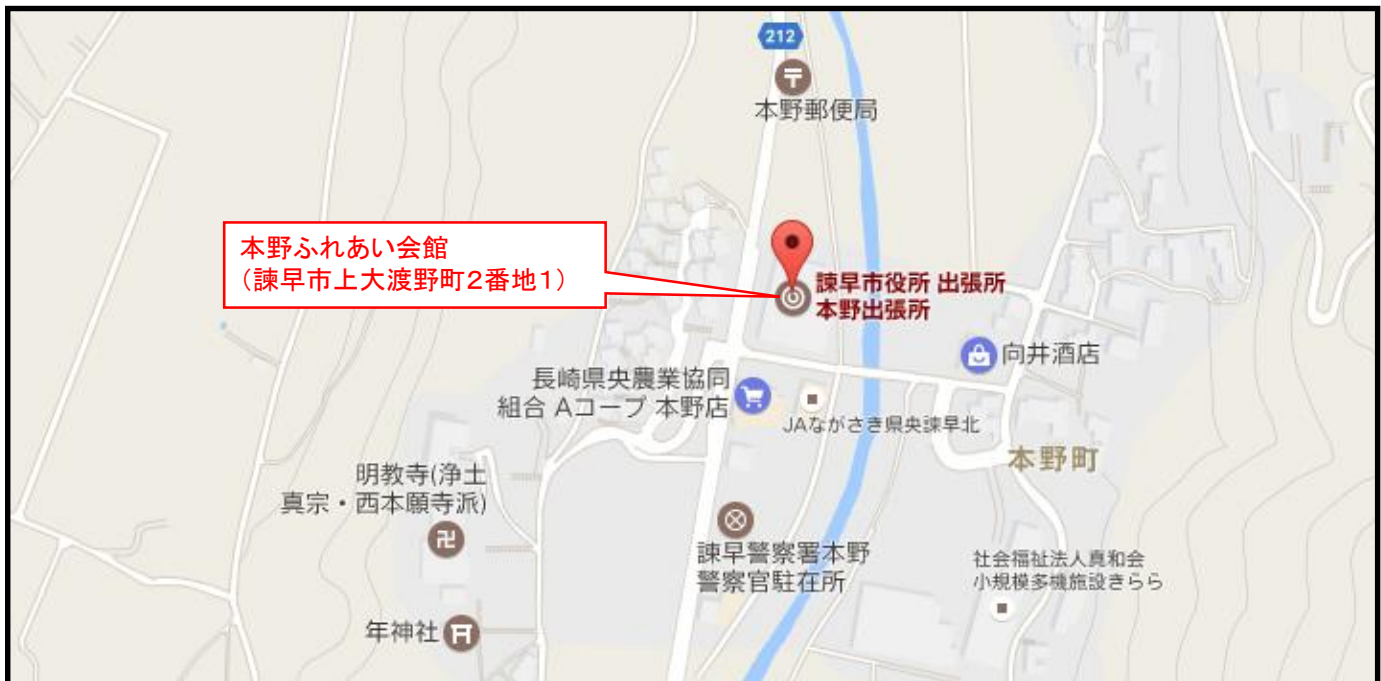 212
本野郵便局
本野ふれあい会館
(諫早市上大渡野町2番地1)
諫早市役所 出張所
本野出張所
向井酒店
長崎県央農業協同
組合 Aコープ 本野店
JAながさき県央諫早北
本野町
明教寺(浄土
真宗・西本願寺派)
諫早警察署本野
警察官駐在所
社会福祉法人真和会
小規模多機施設きらら
年神社